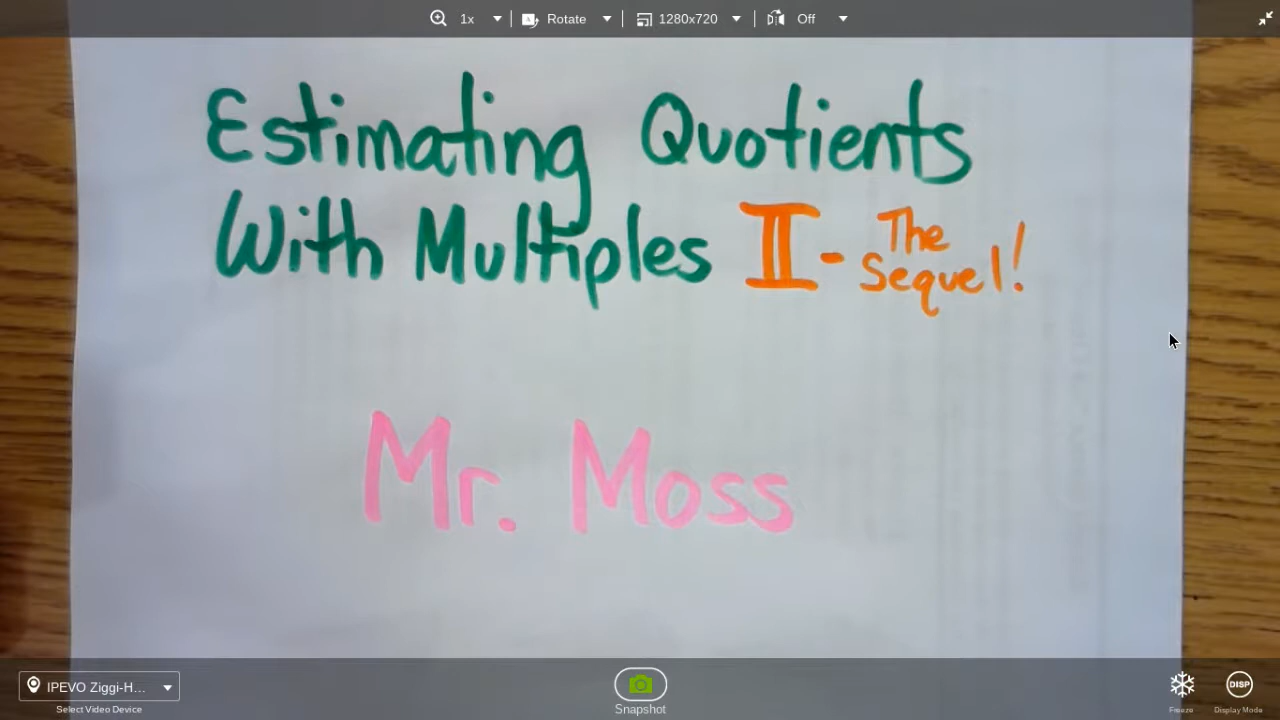 1x Rotate 1280x720 Off
Estimating Quotients
With Multiples II - The Sequel!
Mr. Moss
IPEVO Ziggi-H...
Select Video Device
Snapshot
DISP
Freeze Display Mode